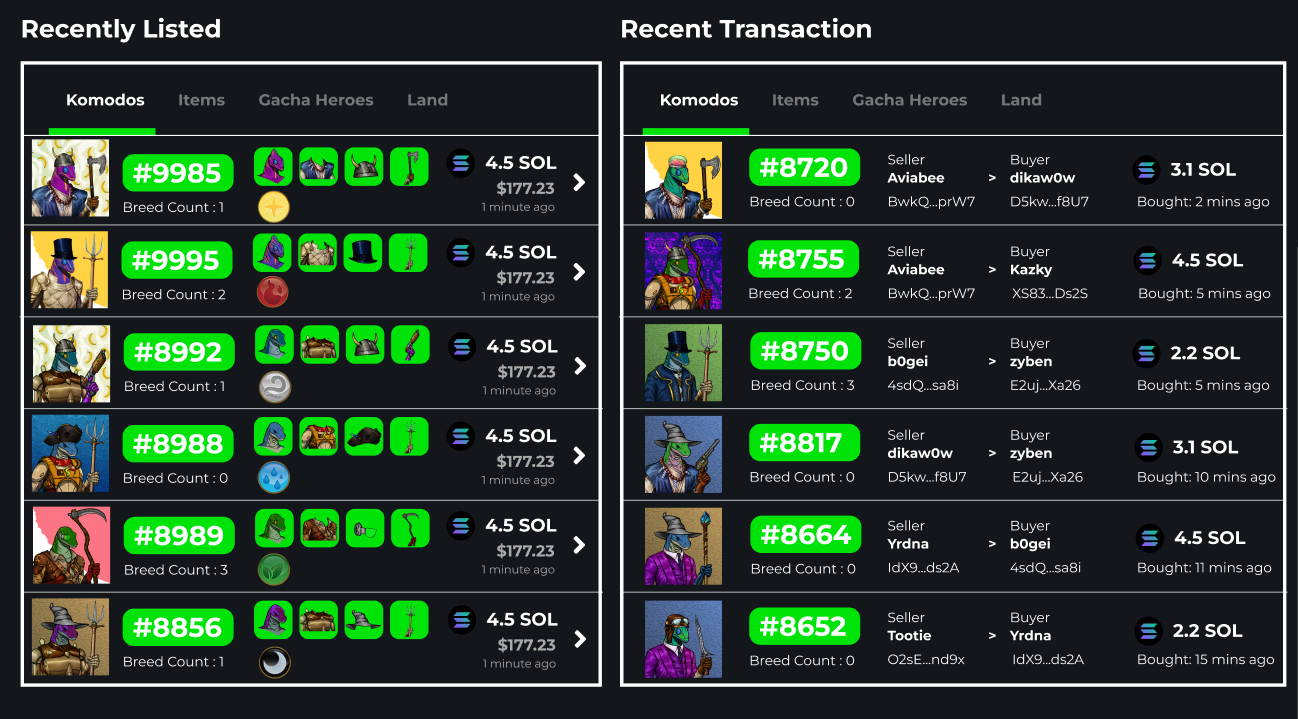 Recently Listed
Komodos Items Gacha Heroes Land
#9985
Breed Count : 1
4.5 SOL
$177.23
1 minute ago
#9995
Breed Count : 2
4.5 SOL
$177.23
1 minute ago
#8992
Breed Count : 1
4.5 SOL
$177.23
1 minute ago
#8988
Breed Count : 0
4.5 SOL
$177.23
1 minute ago
#8989
Breed Count : 3
4.5 SOL
$177.23
1 minute ago
#8856
Breed Count : 1
4.5 SOL
$177.23
1 minute ago
Recent Transaction
Komodos Items Gacha Heroes Land
#8720
Breed Count : 0
Seller Buyer
Aviabee > dikaw0w
BwkQ...prW7 D5kw...f8U7
3.1 SOL
Bought: 2 mins ago
#8755
Breed Count : 2
Seller Buyer
Aviabee > Kazky
BwkQ...prW7 XS83...Ds2S
4.5 SOL
Bought: 5 mins ago
#8750
Breed Count : 3
Seller Buyer
b0gei > zyben
4sdQ...sa8i E2uj...Xa26
2.2 SOL
Bought: 5 mins ago
#8817
Breed Count : 0
Seller Buyer
dikaw0w > zyben
D5kw...f8U7 E2uj...Xa26
3.1 SOL
Bought: 10 mins ago
#8664
Breed Count : 0
Seller Buyer
Yrdna > b0gei
IdX9...ds2A 4sdQ...sa8i
4.5 SOL
Bought: 11 mins ago
#8652
Breed Count : 0
Seller Buyer
Tootie > Yrdna
O2sE...nd9x IdX9...ds2A
2.2 SOL
Bought: 15 mins ago